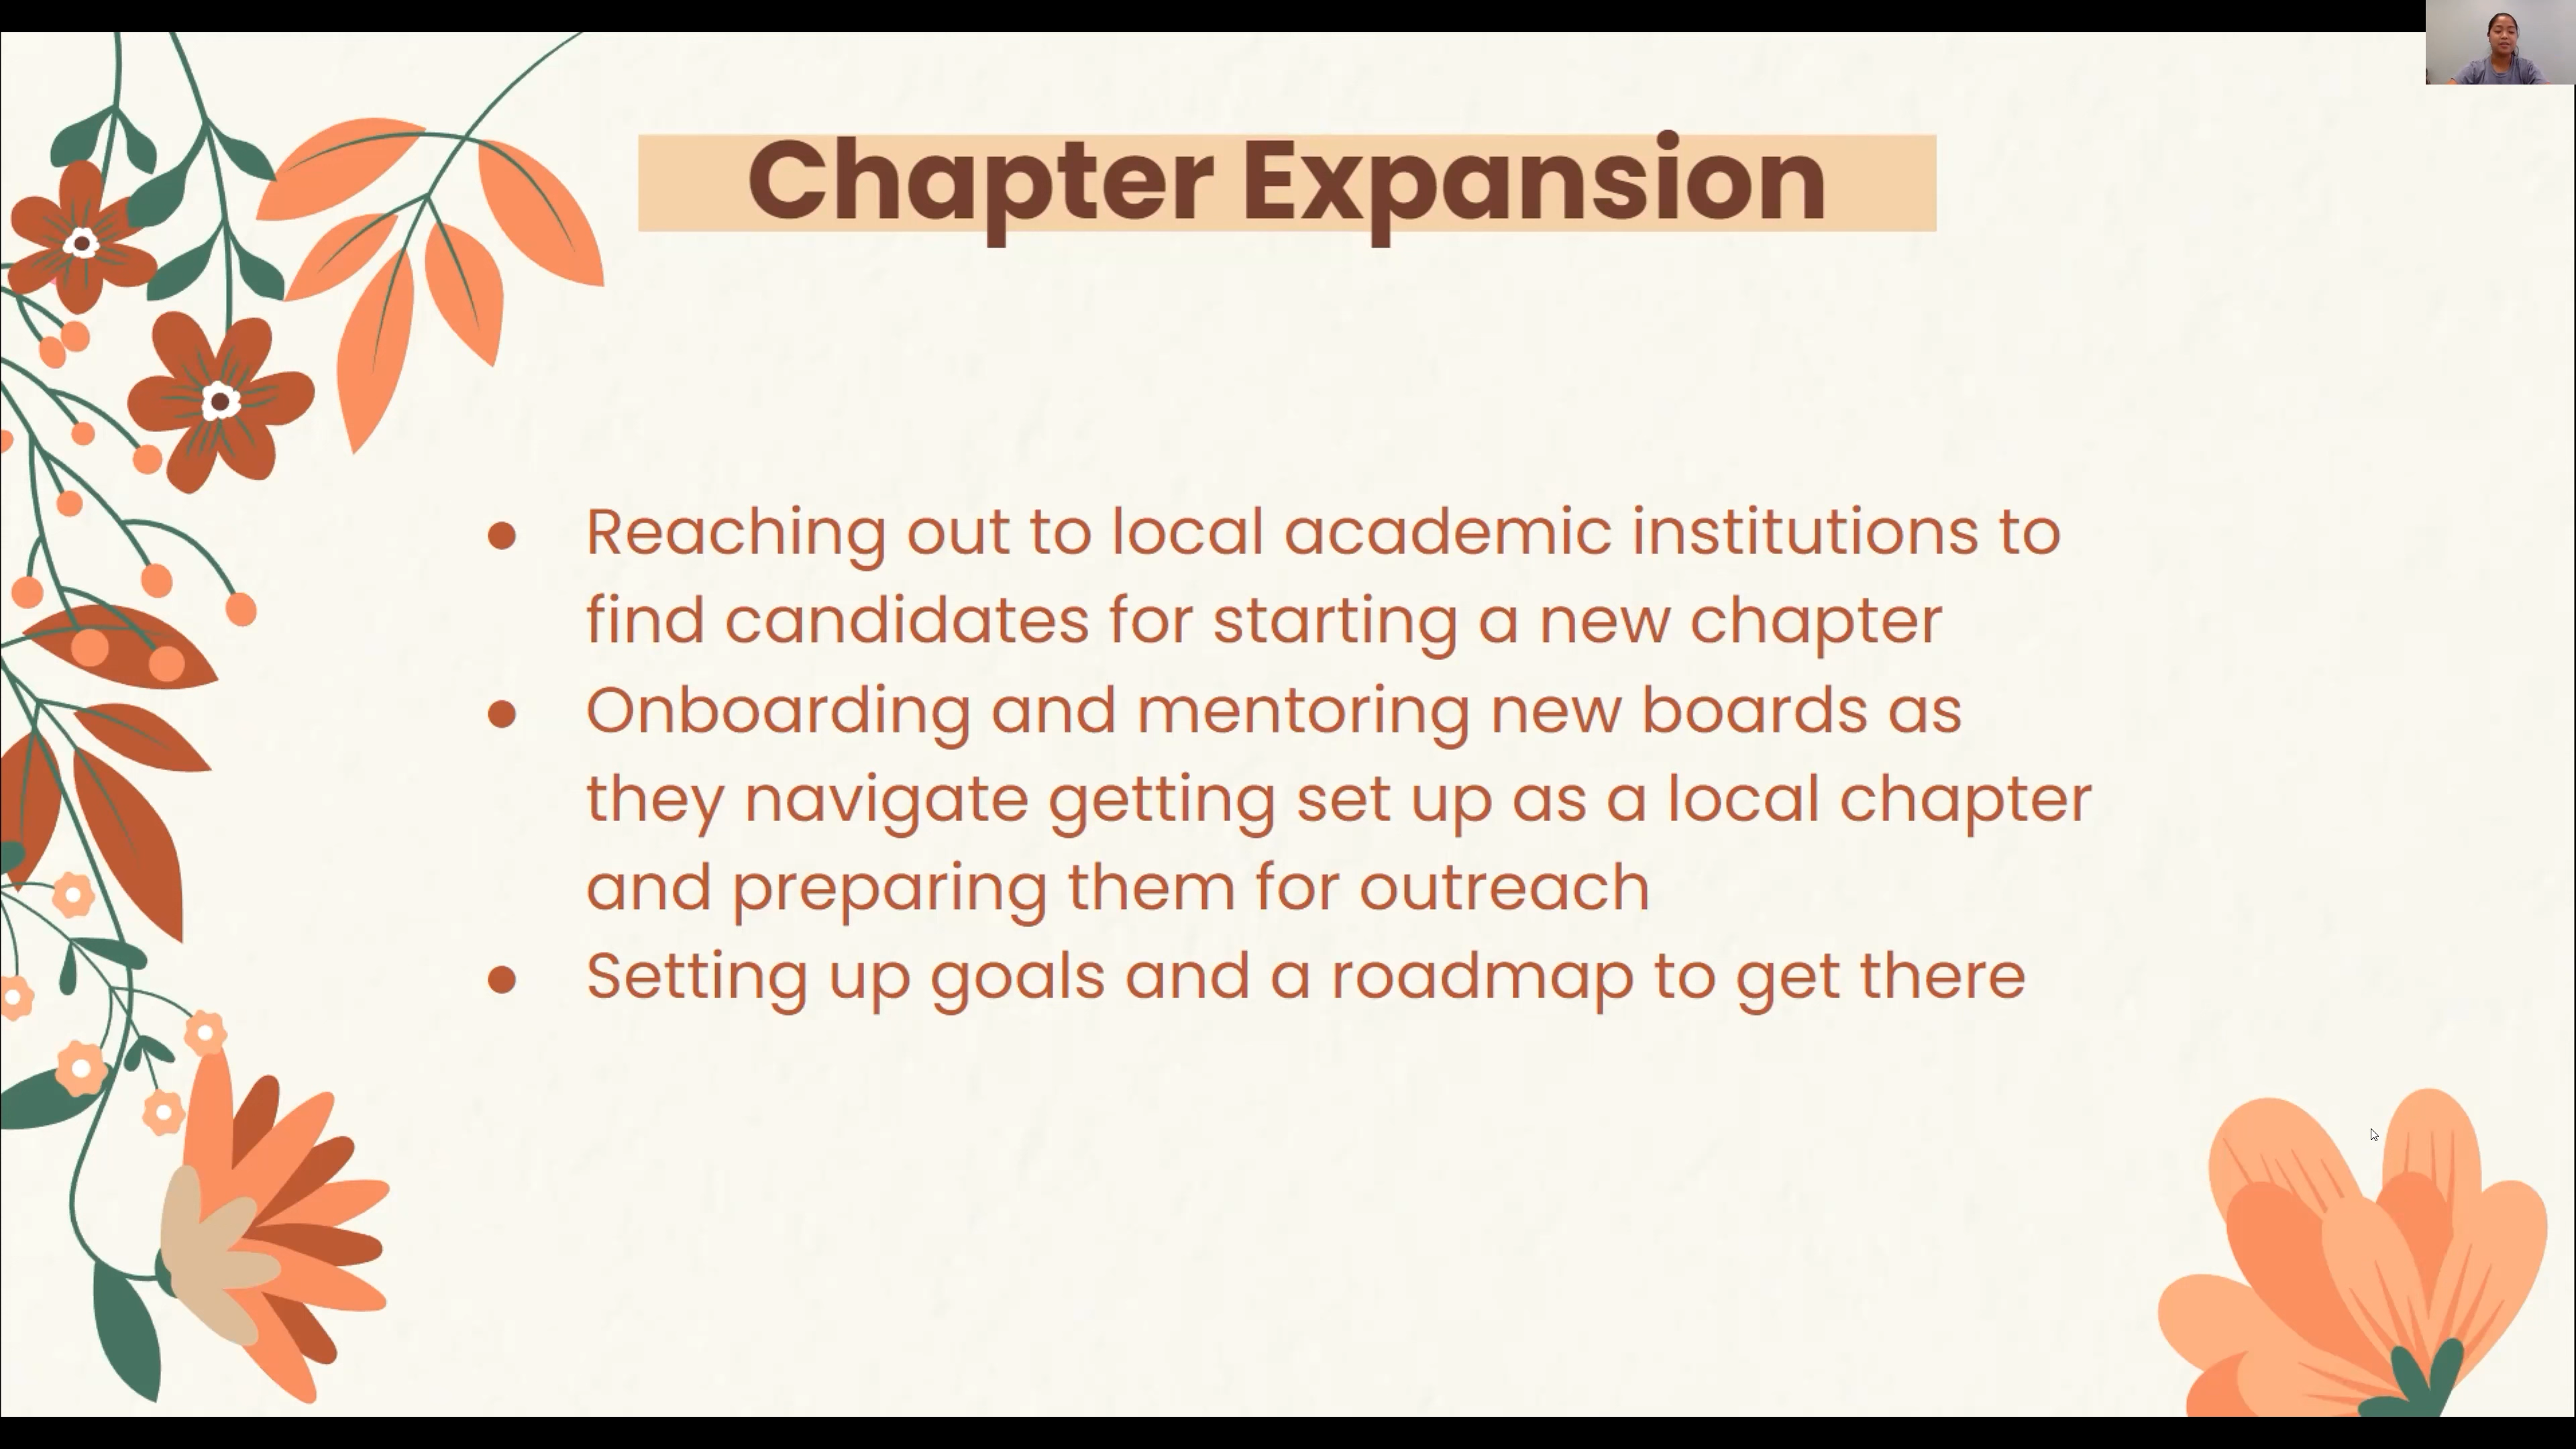 Chapter Expansion
● Reaching out to local academic institutions to
find candidates for starting a new chapter
● Onboarding and mentoring new boards as
they navigate getting set up as a local chapter
and preparing them for outreach
● Setting up goals and a roadmap to get there